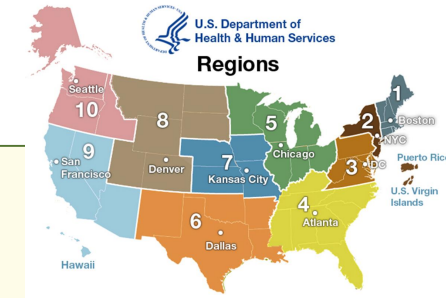 U.S. Department of
Health & Human Services
Regions
Seattle
10
8
5
1
2
Boston
NYC
9
San
Francisco
Denver
7
Kansas City
Chicago
3
DC
Puerto Ric
U.S. Virgin
Islands
6
Dallas
4
Atlanta
Hawaii